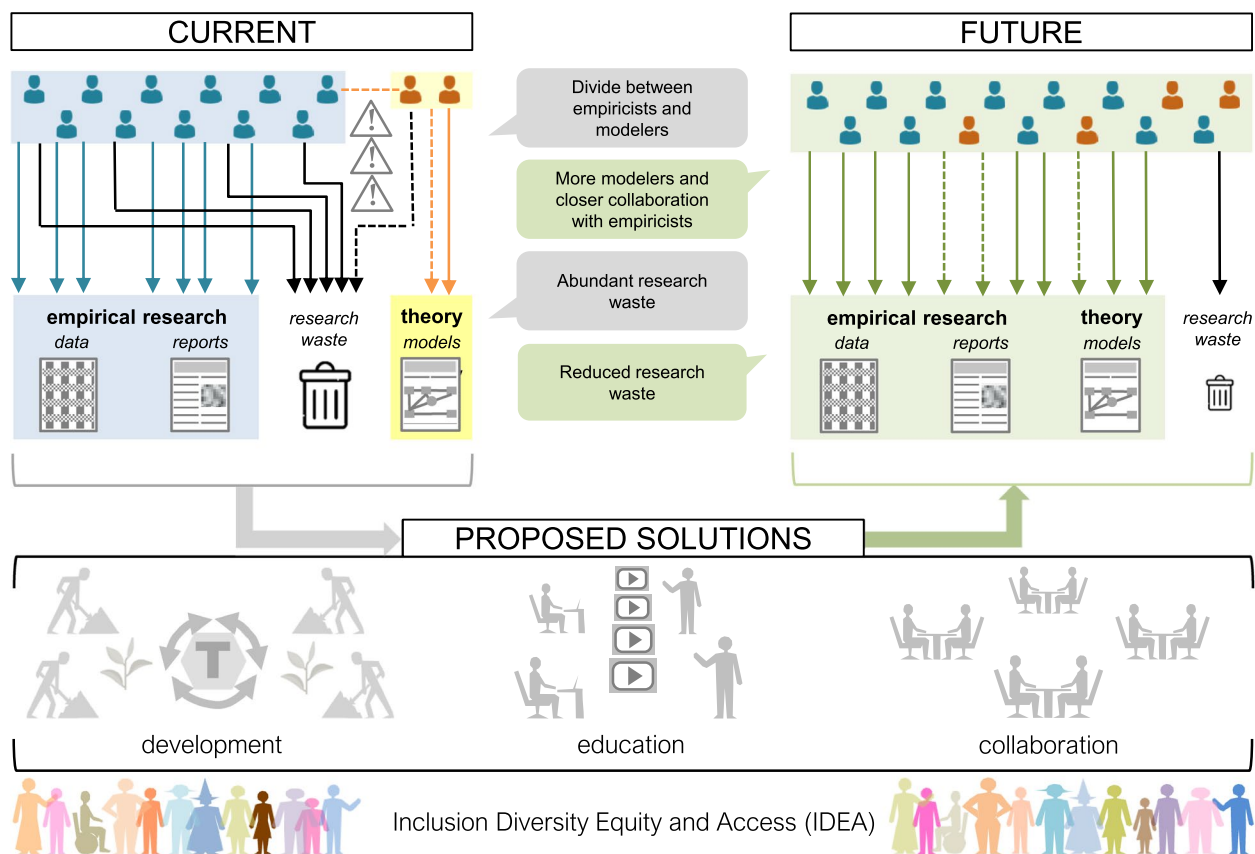 CURRENT
FUTURE
Divide between
empiricists and
modelers
More modelers and
closer collaboration
with empiricists
Abundant research
waste
Reduced research
waste
empirical research
data
reports
research
waste
theory
models
empirical research
data
reports
theory
models
research
waste
PROPOSED SOLUTIONS
T
development
education
collaboration
Inclusion Diversity Equity and Access (IDEA)